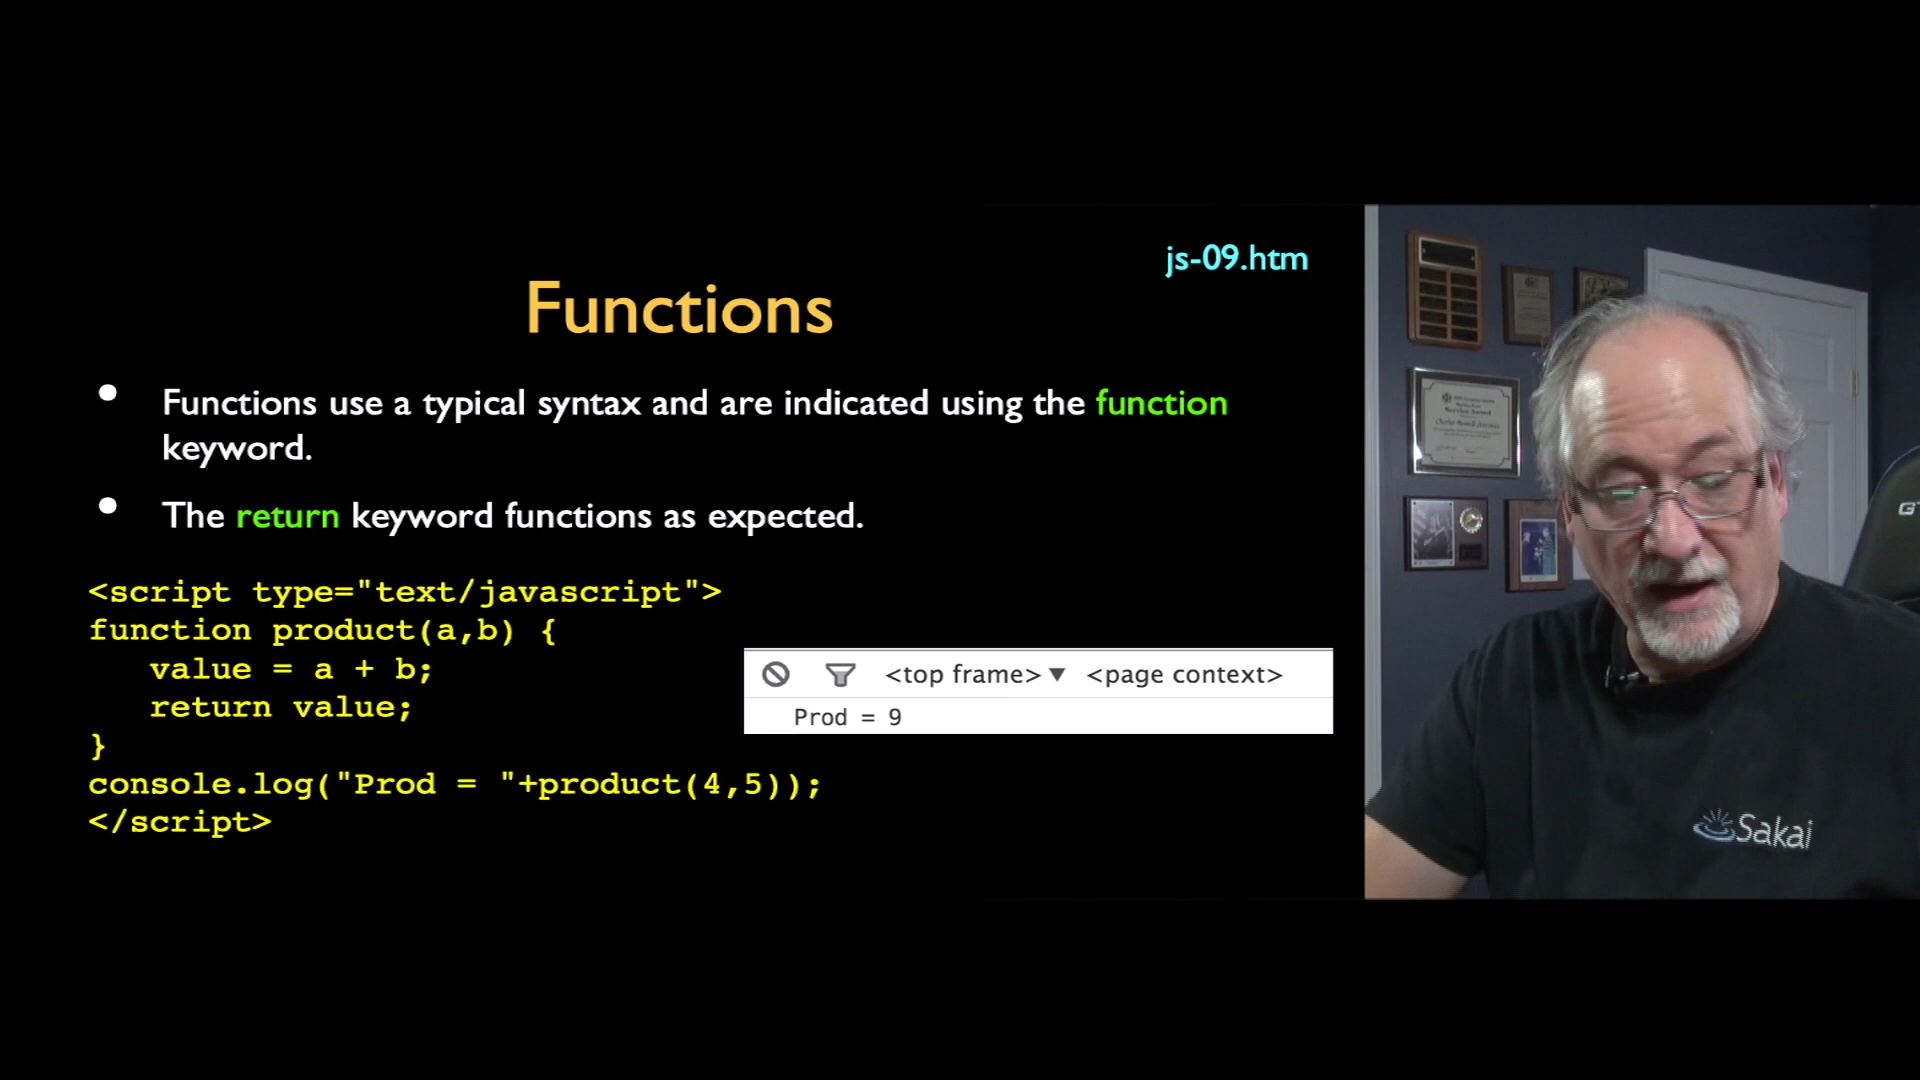 js-09.htm
Functions
• Functions use a typical syntax and are indicated using the function
keyword.
• The return keyword functions as expected.
<script type="text/javascript">
function product(a,b) {
   value = a + b;
   return value;
}
console.log("Prod = "+product(4,5));
</script>
<top frame>▼ <page context>
Prod = 9
Service Award
Sakai